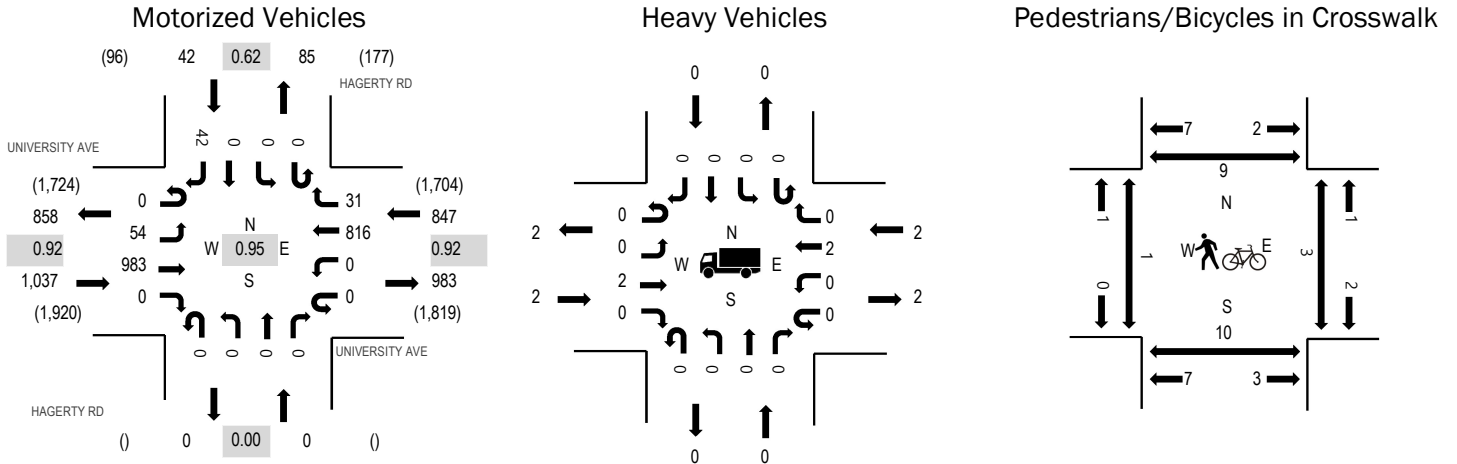 Motorized Vehicles
Heavy Vehicles
Pedestrians/Bicycles in Crosswalk
(96) 42 0.62 85 (177)
HAGERTY RD
42 0 0 0
UNIVERSITY AVE
(1,724)
858
0.92
1,037
(1,920)
0
54
983
0
N
W 0.95 E
S
31
816
0
0
(1,704)
847
0.92
983
(1,819)
0 0 0 0
UNIVERSITY AVE
HAGERTY RD
() 0 0.00 0 ()
0 0
0 0 0 0
2
2
0
0
2
0
N
W E
S
0
2
0
0
2
2
0 0 0 0
0 0
7 2
9
N
1
0
1
W E
3
1
2
S
10
7 3